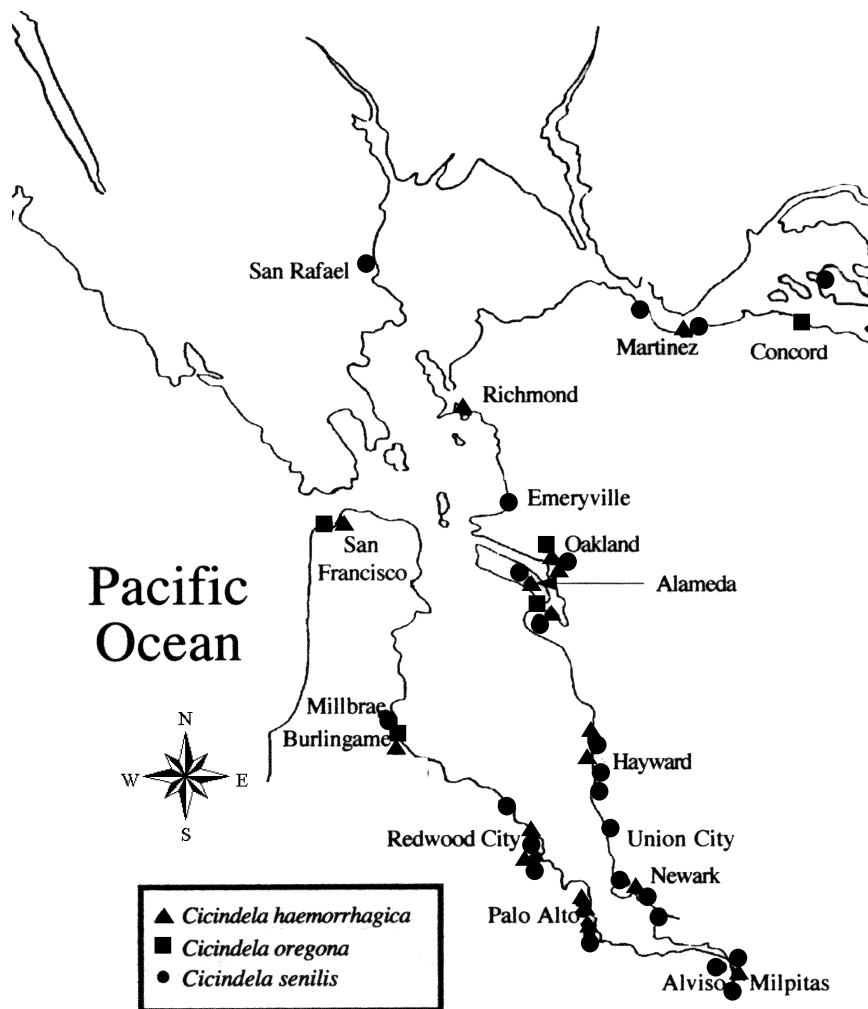 San Rafael
Martinez
Concord
Richmond
Emeryville
Oakland
San
Francisco
Alameda
Pacific
Ocean
Millbrae
Burlingame
N
W
E
S
Hayward
Redwood City
Union City
Newark
Palo Alto
Alviso
Milpitas
Cicindela haemorrhagica
Cicindela oregona
Cicindela senilis